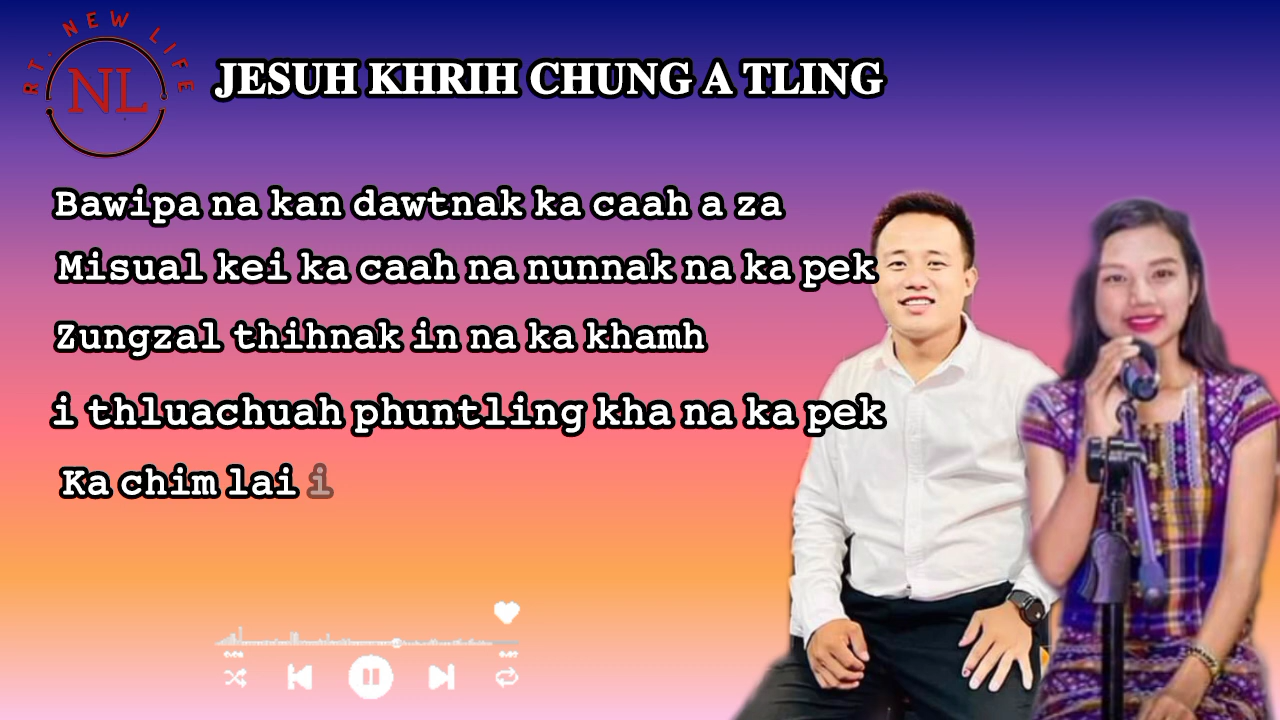 RT. NEW LIFE
NL
JESUH KHRIH CHUNG A TLING
Bawipa na kan dawtnak ka caah a za
Misual kei ka caah na nunnak na ka pek
Zungzal thihnak in na ka khamh
i thluachuah phuntling kha na ka pek
Ka chim lai i